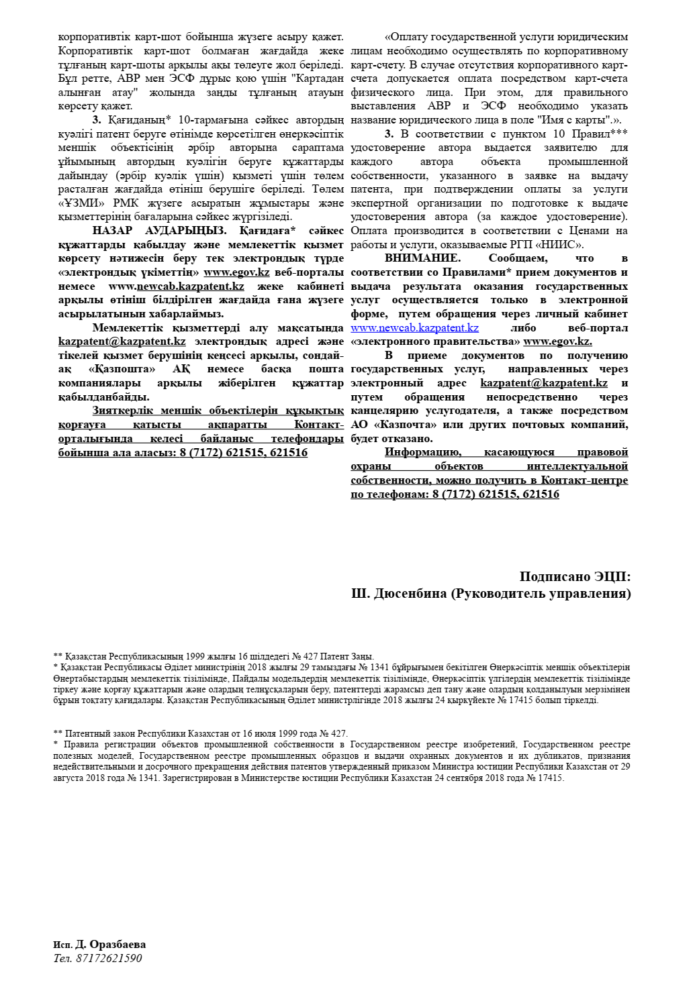 корпоративтік карт-шот бойынша жүзеге асыру қажет.
Корпоративтік карт-шот болмаған жағдайда жеке
тұлғаның карт-шоты арқылы ақы төлеуге жол беріледі.
Бұл ретте, АВР мен ЭСФ дұрыс қою үшін "Картадан
алынған атау" жолында заңды тұлғаның атауын
көрсету қажет.
3. Қағиданың* 10-тармағына сәйкес автордың
куәлігі патент беруге өтінімде көрсетілген өнеркәсіптік
меншік объектісінің әрбір авторына сараптама
ұйымының автордың куәлігін беруге құжаттарды
дайындау (әрбір куәлік үшін) қызметі үшін төлем
расталған жағдайда өтініш берушіге беріледі. Төлем
«ҰЗМИ» РМК жүзеге асыратын жұмыстары және
қызметтерінің бағаларына сәйкес жүргізіледі.
НАЗАР АУДАРЫҢЫЗ. Қағидаға* сәйкес
құжаттарды қабылдау және мемлекеттік қызмет
көрсету нәтижесін беру тек электрондық түрде
«электрондық үкіметтің» www.egov.kz веб-порталы
немесе www.newcab.kazpatent.kz жеке кабинеті
арқылы өтініш білдірілген жағдайда ғана жүзеге
асырылатынын хабарлаймыз.
Мемлекеттік қызметтерді алу мақсатында
kazpatent@kazpatent.kz электрондық адресі және
тікелей қызмет берушінің кеңсесі арқылы, сондай-
ақ «Қазпошта» АҚ немесе басқа пошта
компаниялары арқылы жіберілген құжаттар
қабылданбайды.
Зияткерлік меншік объектілерін құқықтық
қорғауға қатысты ақпаратты Контакт-
орталығында келесі байланыс телефондары
бойынша ала аласыз: 8 (7172) 621515, 621516
«Оплату государственной услуги юридическим
лицам необходимо осуществлять по корпоративному
карт-счету. В случае отсутствия корпоративного карт-
счета допускается оплата посредством карт-счета
физического лица. При этом, для правильного
выставления АВР и ЭСФ необходимо указать
название юридического лица в поле "Имя с карты".».
3. В соответствии с пунктом 10 Правил***
удостоверение автора выдается заявителю для
каждого автора объекта промышленной
собственности, указанного в заявке на выдачу
патента, при подтверждении оплаты за услуги
экспертной организации по подготовке к выдаче
удостоверения автора (за каждое удостоверение).
Оплата производится в соответствии с Ценами на
работы и услуги, оказываемые РГП «НИИС».
ВНИМАНИЕ. Сообщаем, что в
соответствии со Правилами* прием документов и
выдача результата оказания государственных
услуг осуществляется только в электронной
форме, путем обращения через личный кабинет
www.newcab.kazpatent.kz либо веб-портал
«электронного правительства» www.egov.kz.
В приеме документов по получению
государственных услуг, направленных через
электронный адрес kazpatent@kazpatent.kz и
путем обращения непосредственно через
канцелярию услугодателя, а также посредством
АО «Казпочта» или других почтовых компаний,
будет отказано.
Информацию, касающуюся правовой
охраны объектов интеллектуальной
собственности, можно получить в Контакт-центре
по телефонам: 8 (7172) 621515, 621516
Подписано ЭЦП:
Ш. Дюсенбина (Руководитель управления)
** Қазақстан Республикасының 1999 жылғы 16 шілдедегі № 427 Патент Заңы.
* Қазақстан Республикасы Әділет министрінің 2018 жылғы 29 тамыздағы № 1341 бұйрығымен бекітілген Өнеркәсіптік меншік объектілерін
Өнертабыстардың мемлекеттік тізілімінде, Пайдалы модельдердің мемлекеттік тізілімінде, Өнеркәсіптік үлгілердің мемлекеттік тізілімінде
тіркеу және қорғау құжаттарын және олардың телнұсқаларын беру, патенттерді жарамсыз деп тану және олардың қолданылуын мерзімінен
бұрын тоқтату қағидалары. Қазақстан Республикасының Әділет министрлігінде 2018 жылғы 24 қыркүйекте № 17415 болып тіркелді.
** Патентный закон Республики Казахстан от 16 июля 1999 года № 427.
* Правила регистрации объектов промышленной собственности в Государственном реестре изобретений, Государственном реестре
полезных моделей, Государственном реестре промышленных образцов и выдачи охранных документов и их дубликатов, признания
недействительными и досрочного прекращения действия патентов утвержденный приказом Министра юстиции Республики Казахстан от 29
августа 2018 года № 1341. Зарегистрирован в Министерстве юстиции Республики Казахстан 24 сентября 2018 года № 17415.
Исп. Д. Оразбаева
Тел. 87172621590